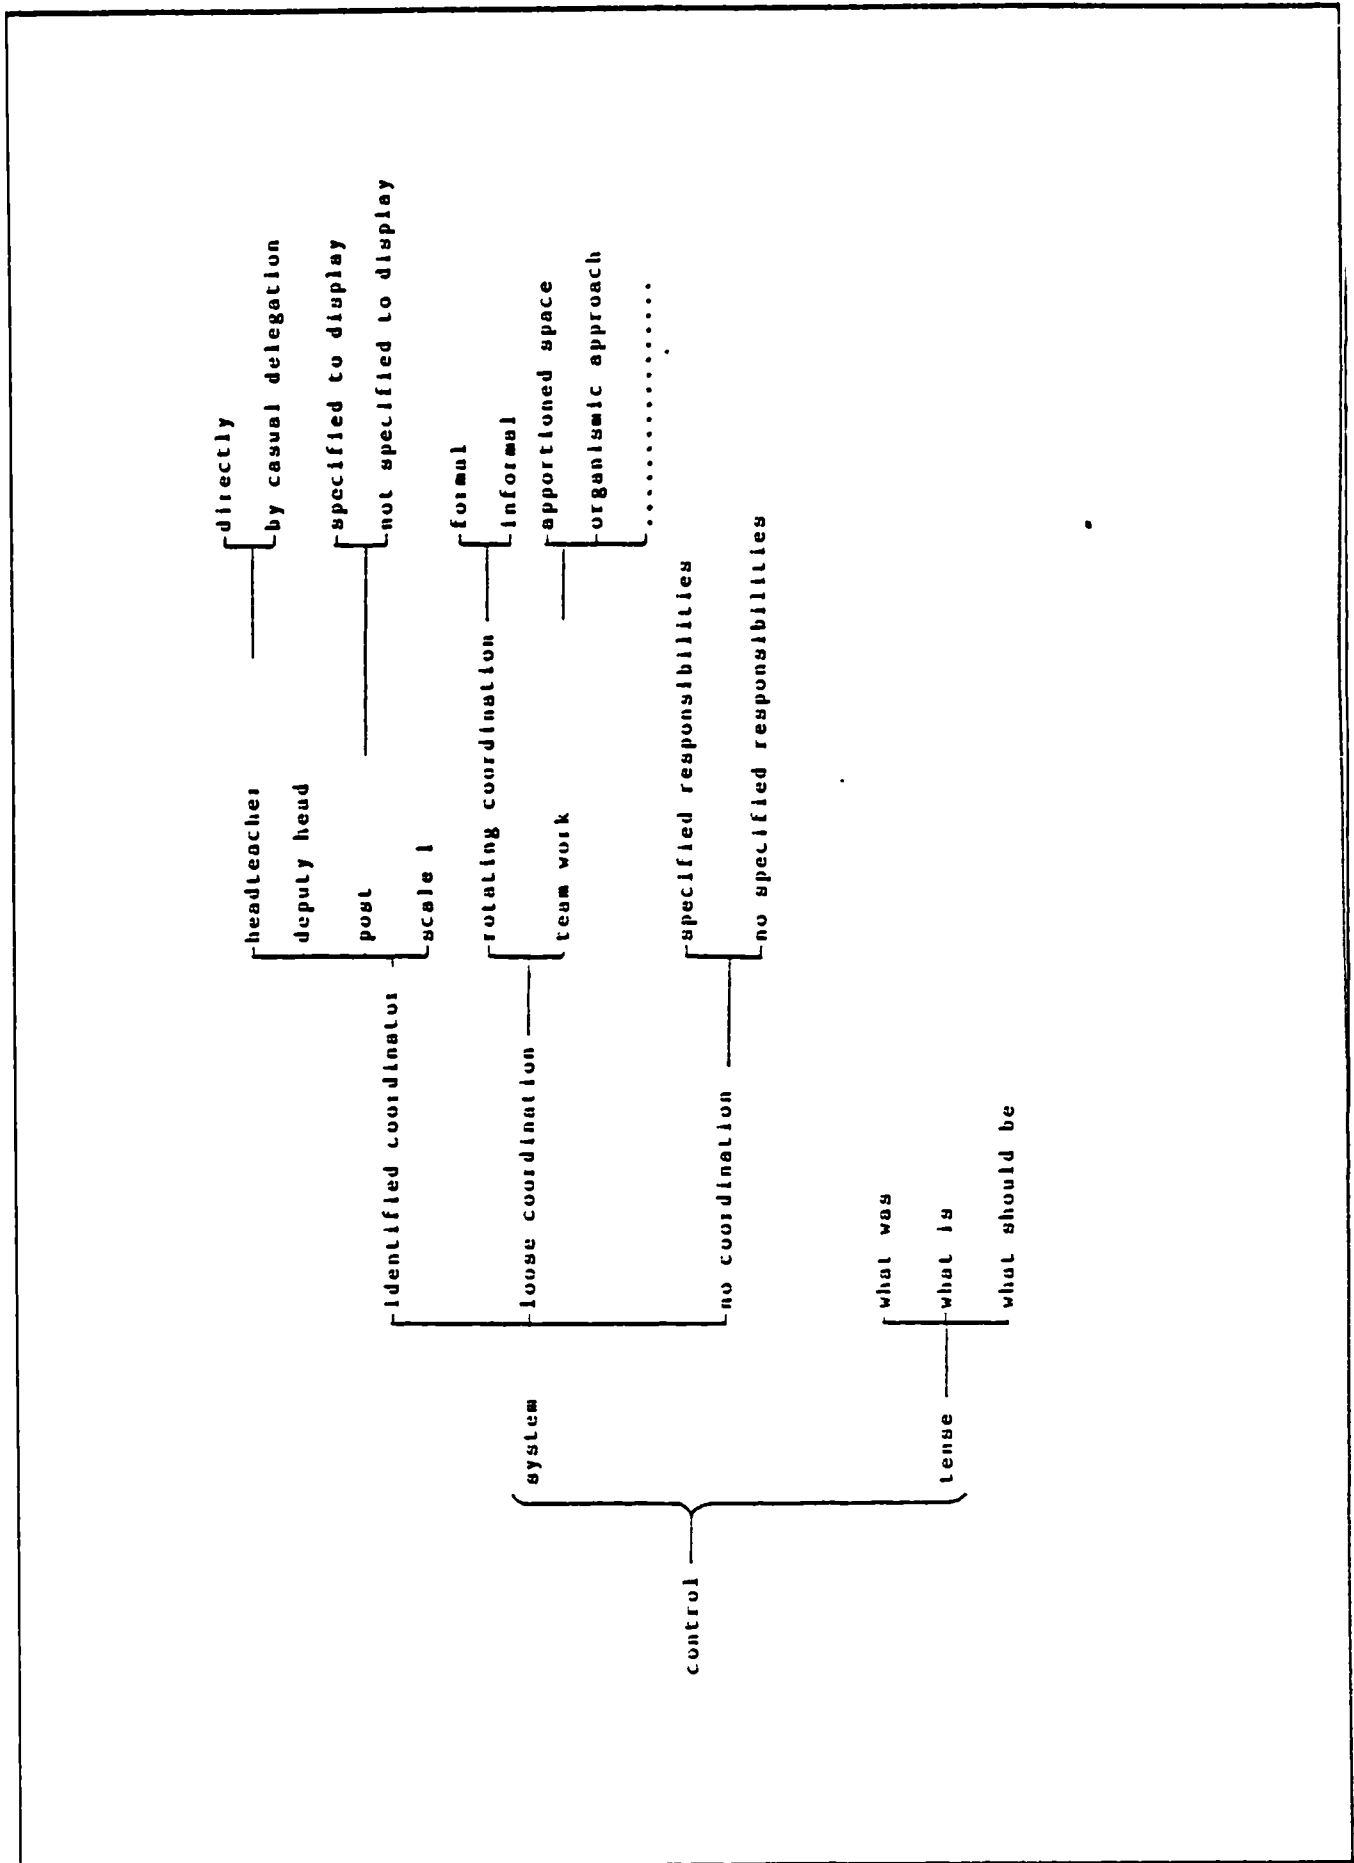 control
system
identified coordinator
headteacher
directly
by casual delegation
deputy head
post
specified to display
not specified to display
scale 1
loose coordination
rotating coordination
formal
informal
team work
apportioned space
organismic approach
..................
no coordination
specified responsibilities
no specified responsibilities
tense
what was
what is
what should be